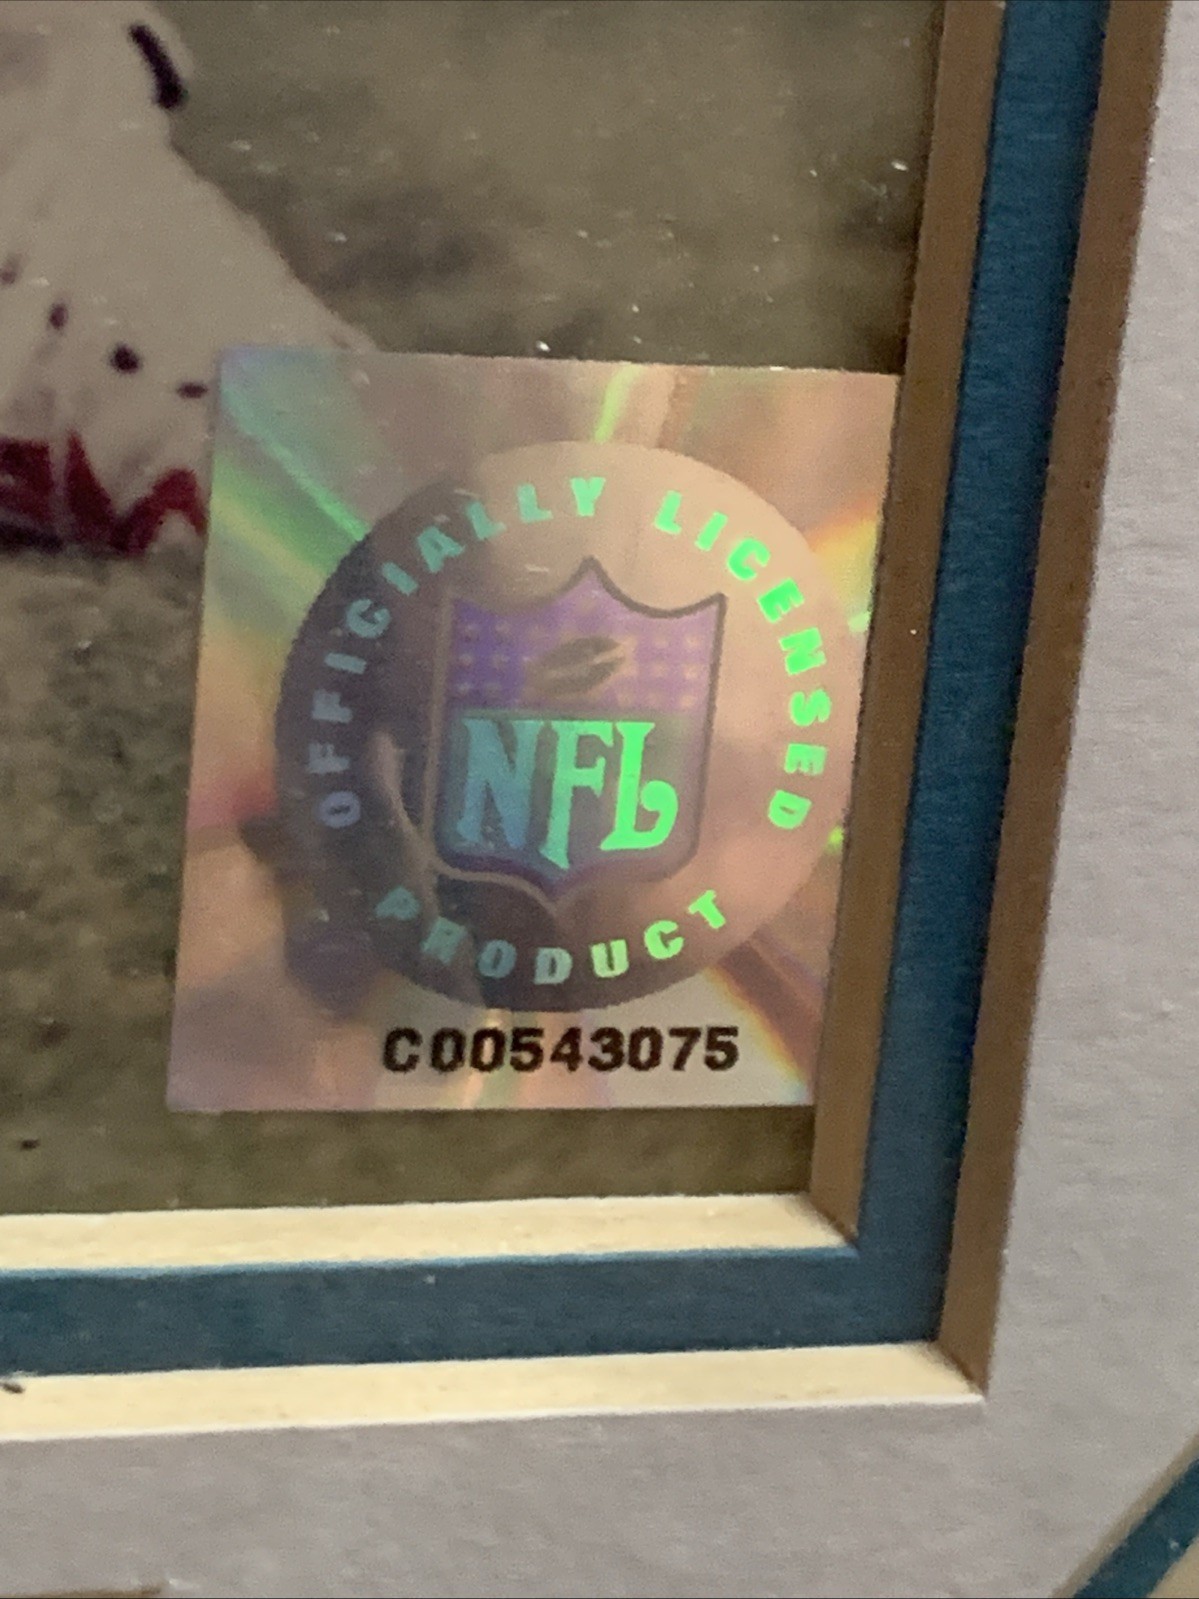 OFFICIALLY LICENSED
NFL
PRODUCT
C00543075